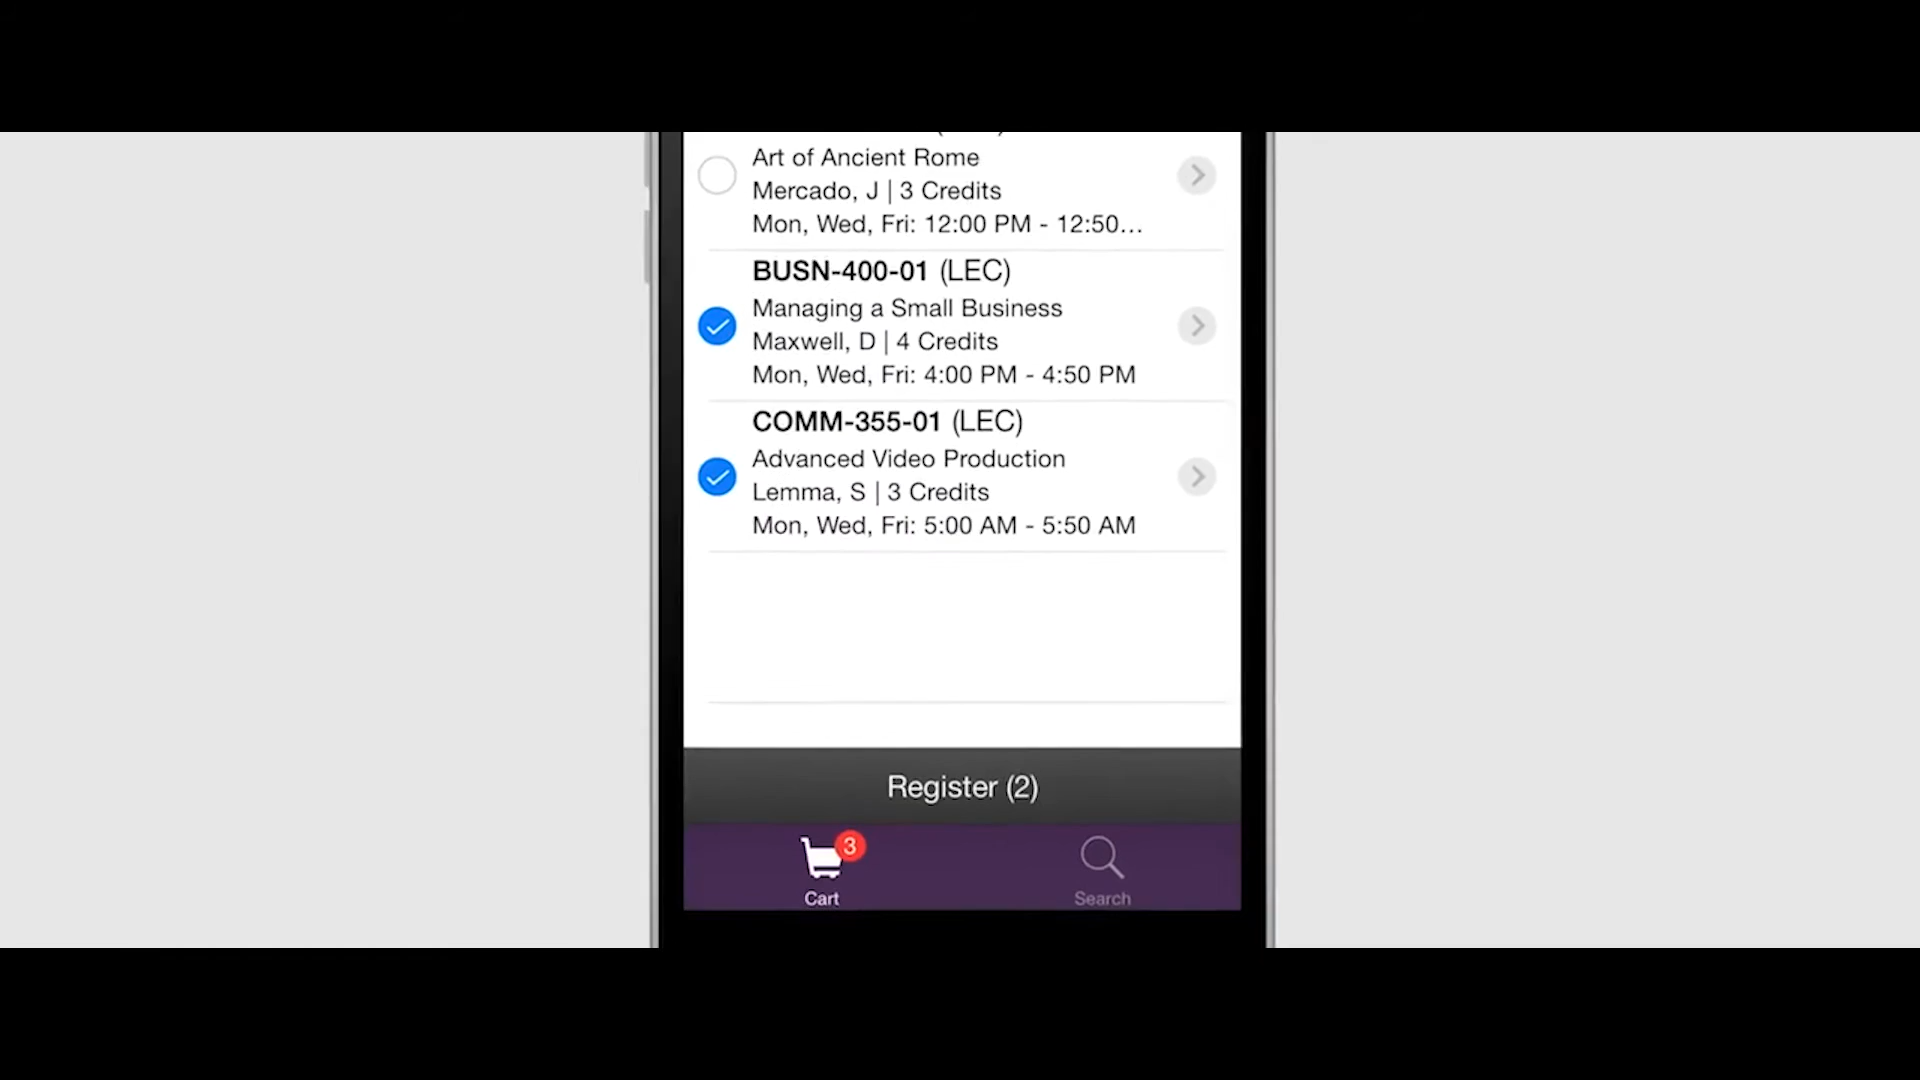 Art of Ancient Rome
Mercado, J | 3 Credits
Mon, Wed, Fri: 12:00 PM - 12:50...
BUSN-400-01 (LEC)
Managing a Small Business
Maxwell, D | 4 Credits
Mon, Wed, Fri: 4:00 PM - 4:50 PM
COMM-355-01 (LEC)
Advanced Video Production
Lemma, S | 3 Credits
Mon, Wed, Fri: 5:00 AM - 5:50 AM
Register (2)
3
Cart
Search